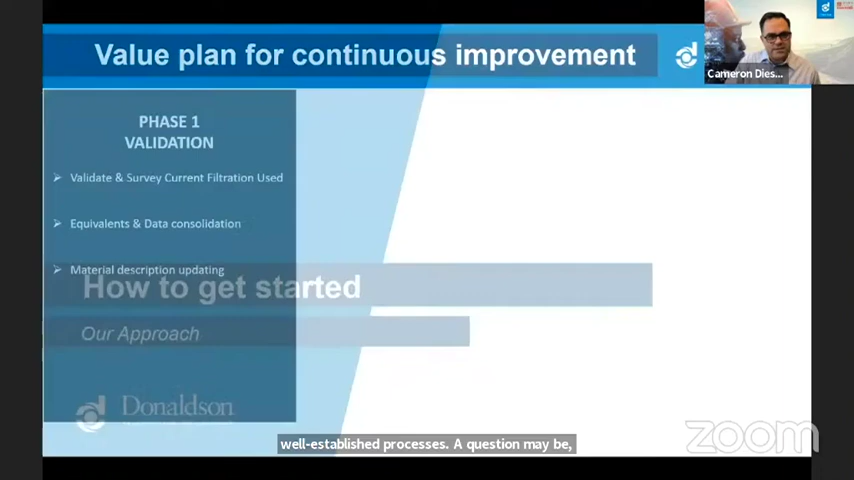 Value plan for continuous improvement
Cameron Dies...
PHASE 1
VALIDATION
Validate & Survey Current Filtration Used
Equivalents & Data consolidation
Material description updating
How to get started
Our Approach
Donaldson
well-established processes. A question may be,
zoom